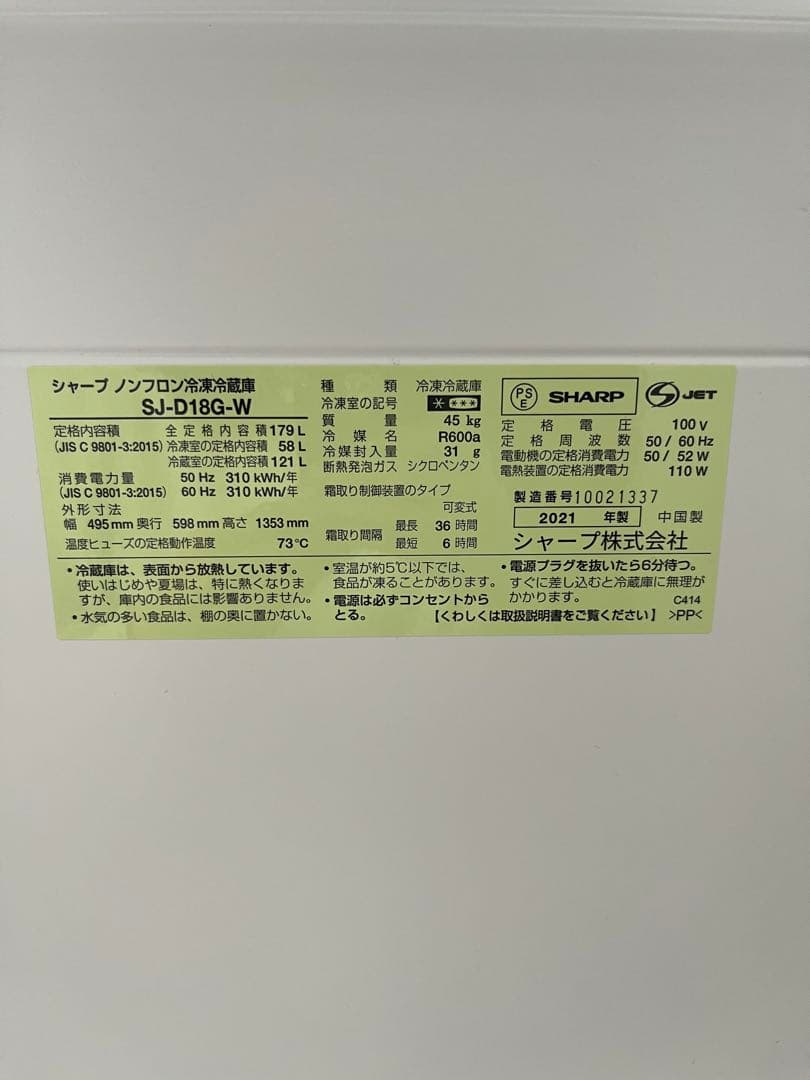 シャープ ノンフロン冷凍冷蔵庫
SJ-D18G-W
定格内容積 全定格内容積 179 L
(JIS C 9801-3:2015) 冷凍室の定格内容積 58 L
冷蔵室の定格内容積 121 L
消費電力量 50 Hz 310 kWh/年
(JIS C 9801-3:2015) 60 Hz 310 kWh/年
外形寸法
幅 495 mm 奥行 598 mm 高さ 1353 mm
温度ヒューズの定格動作温度 73℃
種類 冷凍冷蔵庫
冷凍室の記号 ****​*
質量 45 kg
冷媒名 R600a
冷媒封入量 31 g
断熱発泡ガス シクロペンタン
霜取り制御装置のタイプ
可変式
霜取り間隔 最長 36 時間
最短 6 時間
PSE SHARP S JET
定格電圧 100 V
定格周波数 50 / 60 Hz
電動機の定格消費電力 50 / 52 W
電熱装置の定格消費電力 110 W
製造番号 10021337
2021 年製 中国製
シャープ株式会社
・冷蔵庫は、表面から放熱しています。
使いはじめや夏場は、特に熱くなりま
すが、庫内の食品には影響ありません。
・水気の多い食品は、棚の奥に置かない。
・室温が約5℃以下では、
食品が凍ることがあります。
・電源は必ずコンセントから
とる。
・電源プラグを抜いたら6分待つ。
すぐに差し込むと冷蔵庫に無理が
かかります。 C414
【くわしくは取扱説明書をご覧ください】 >PP<